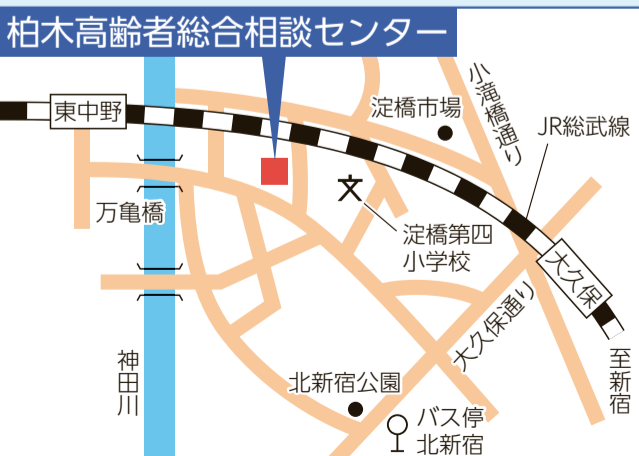 柏木高齢者総合相談センター
東中野
淀橋市場
小滝橋通り
JR総武線
万亀橋
淀橋第四
小学校
大久保
大久保通り
神田川
北新宿公園
至新宿
バス停
北新宿